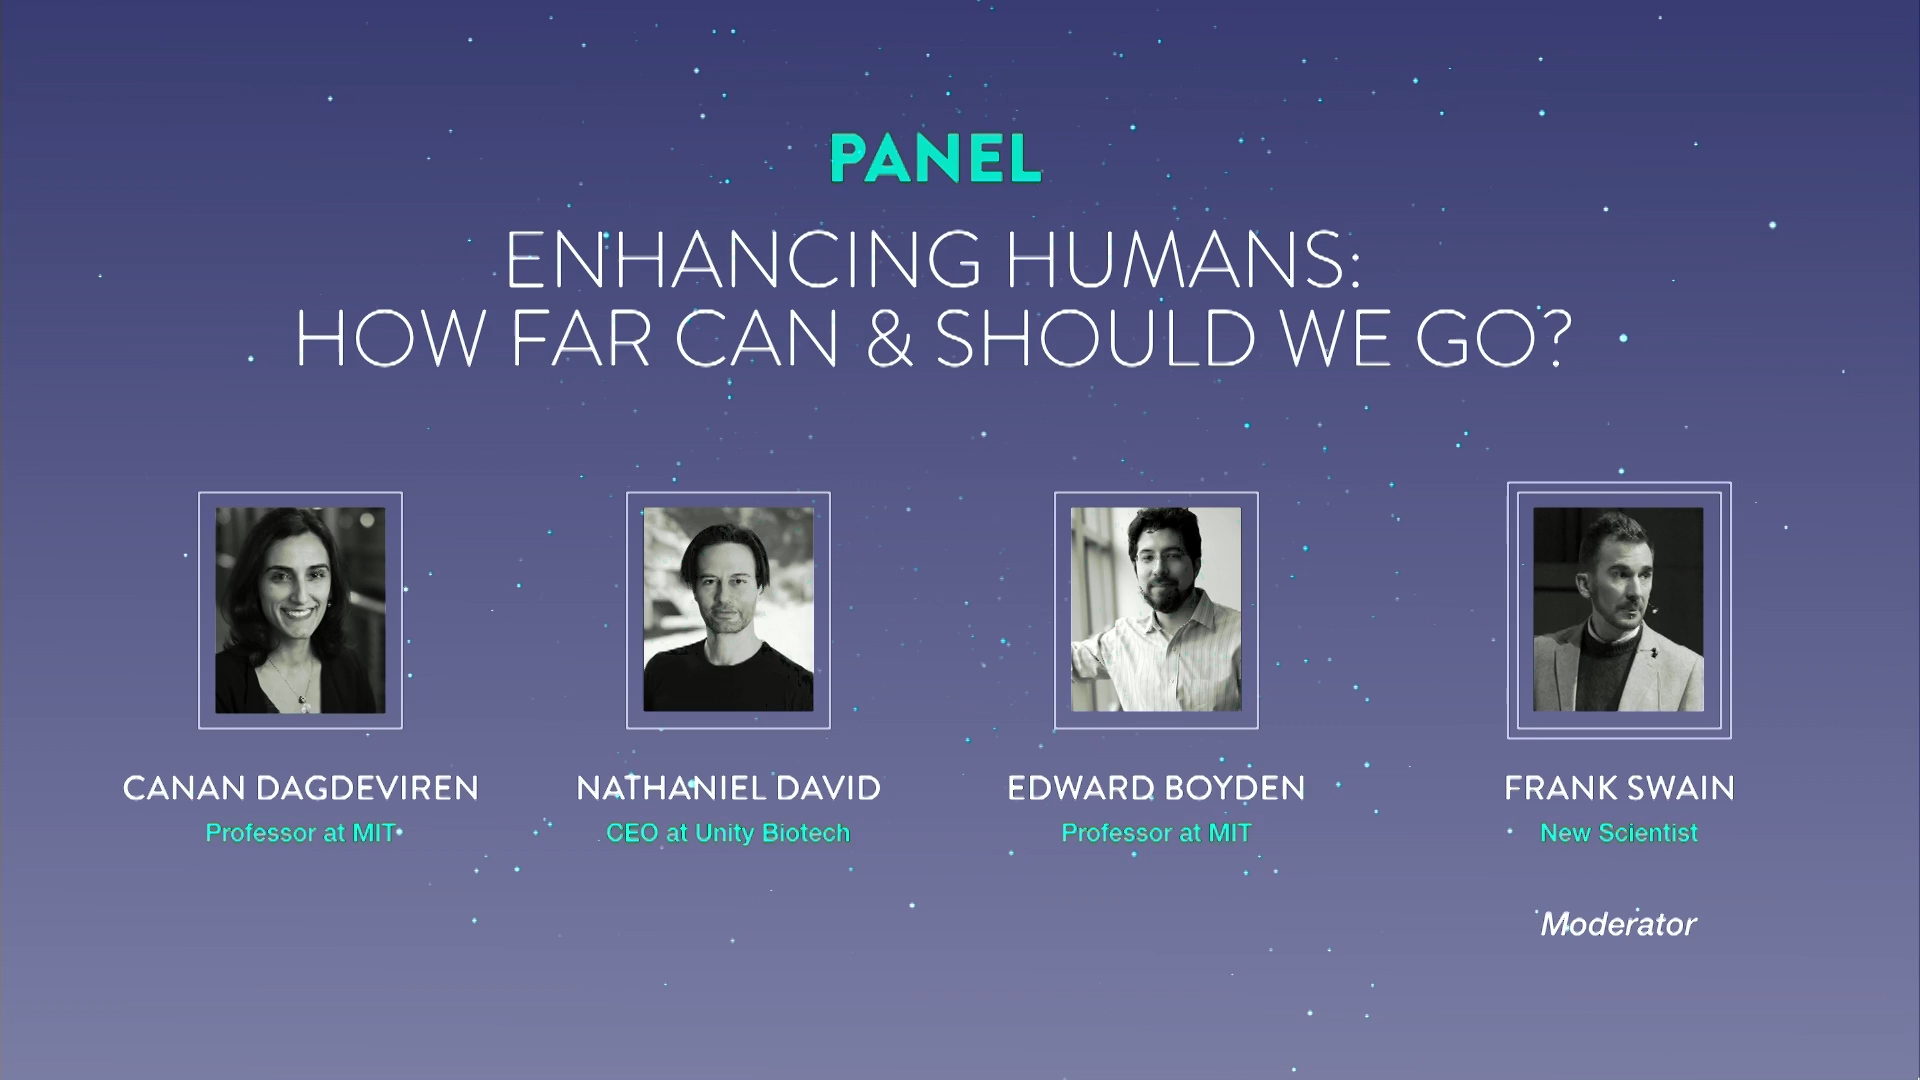 PANEL
ENHANCING HUMANS:
HOW FAR CAN & SHOULD WE GO?
CANAN DAGDEVIREN
Professor at MIT
NATHANIEL DAVID
CEO at Unity Biotech
EDWARD BOYDEN
Professor at MIT
FRANK SWAIN
New Scientist
Moderator